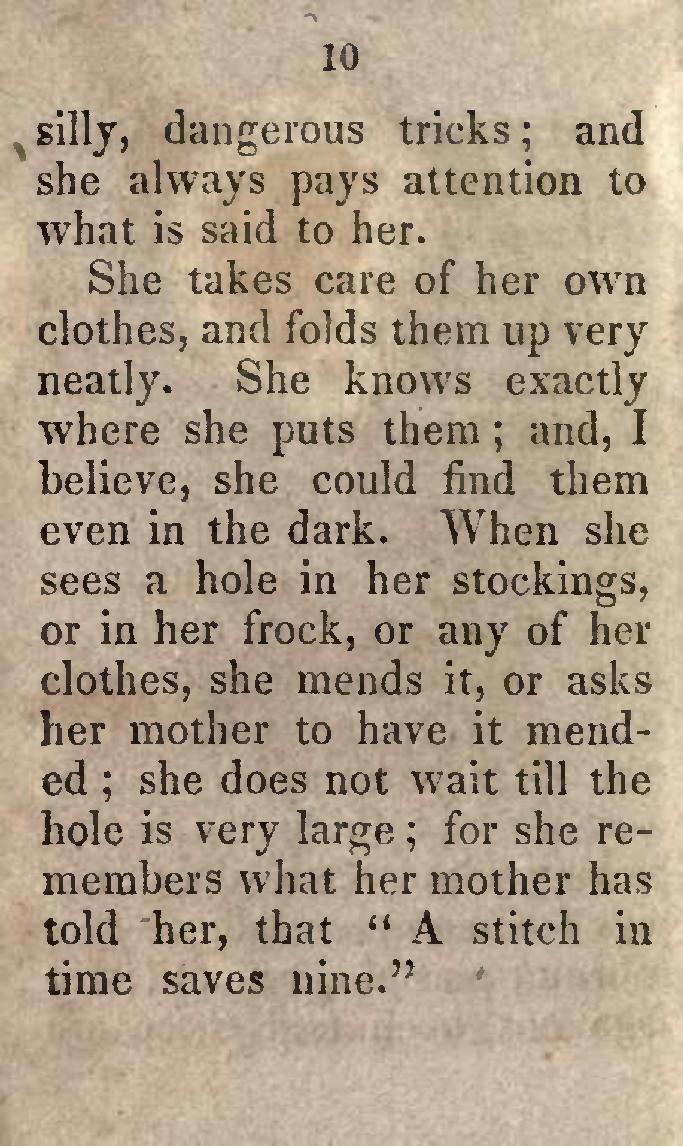 10
silly, dangerous tricks; and
she always pays attention to
what is said to her.
She takes care of her own
clothes, and folds them up very
neatly. She knows exactly
where she puts them; and, I
believe, she could find them
even in the dark. When she
sees a hole in her stockings,
or in her frock, or any of her
clothes, she mends it, or asks
her mother to have it mend-
ed; she does not wait till the
hole is very large; for she re-
members what her mother has
told her, that “A stitch in
time saves nine.”